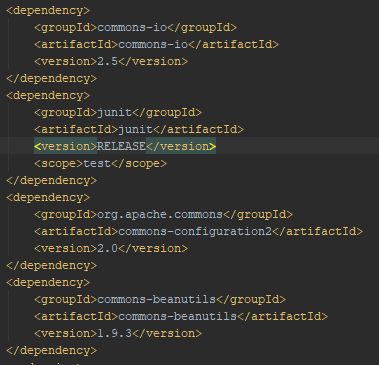 <dependency>
    <groupId>commons-io</groupId>
    <artifactId>commons-io</artifactId>
    <version>2.5</version>
</dependency>
<dependency>
    <groupId>junit</groupId>
    <artifactId>junit</artifactId>
    <version>RELEASE</version>
    <scope>test</scope>
</dependency>
<dependency>
    <groupId>org.apache.commons</groupId>
    <artifactId>commons-configuration2</artifactId>
    <version>2.0</version>
</dependency>
<dependency>
    <groupId>commons-beanutils</groupId>
    <artifactId>commons-beanutils</artifactId>
    <version>1.9.3</version>
</dependency>